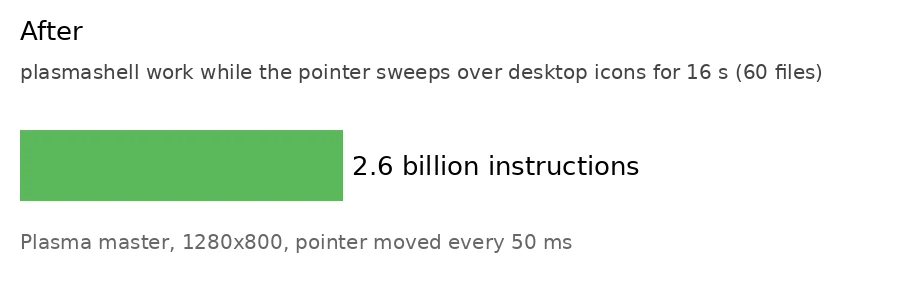 After
plasmashell work while the pointer sweeps over desktop icons for 16 s (60 files)
2.6 billion instructions
Plasma master, 1280x800, pointer moved every 50 ms